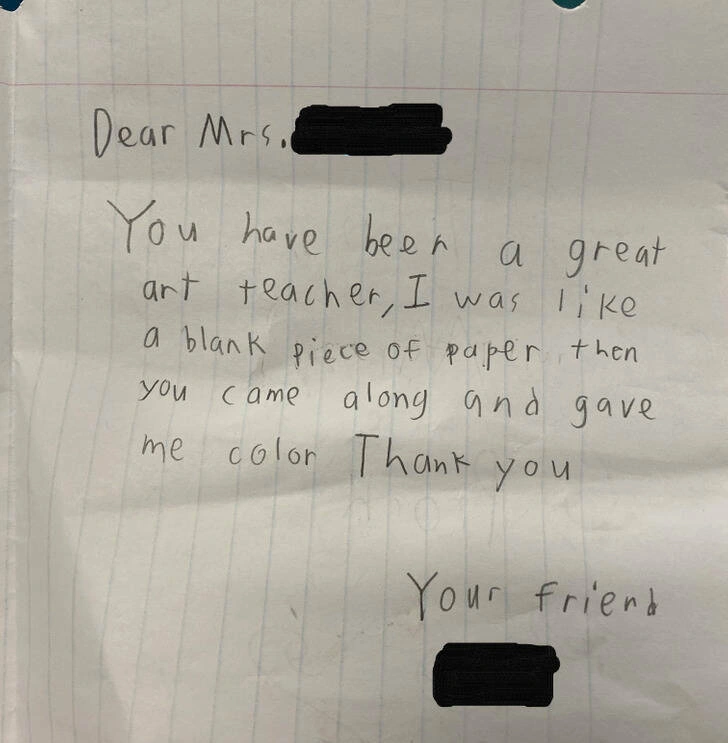 Dear Mrs.
You have been a great
art teacher, I was like
a blank piece of paper then
you came along and gave
me color Thank you
Your friend